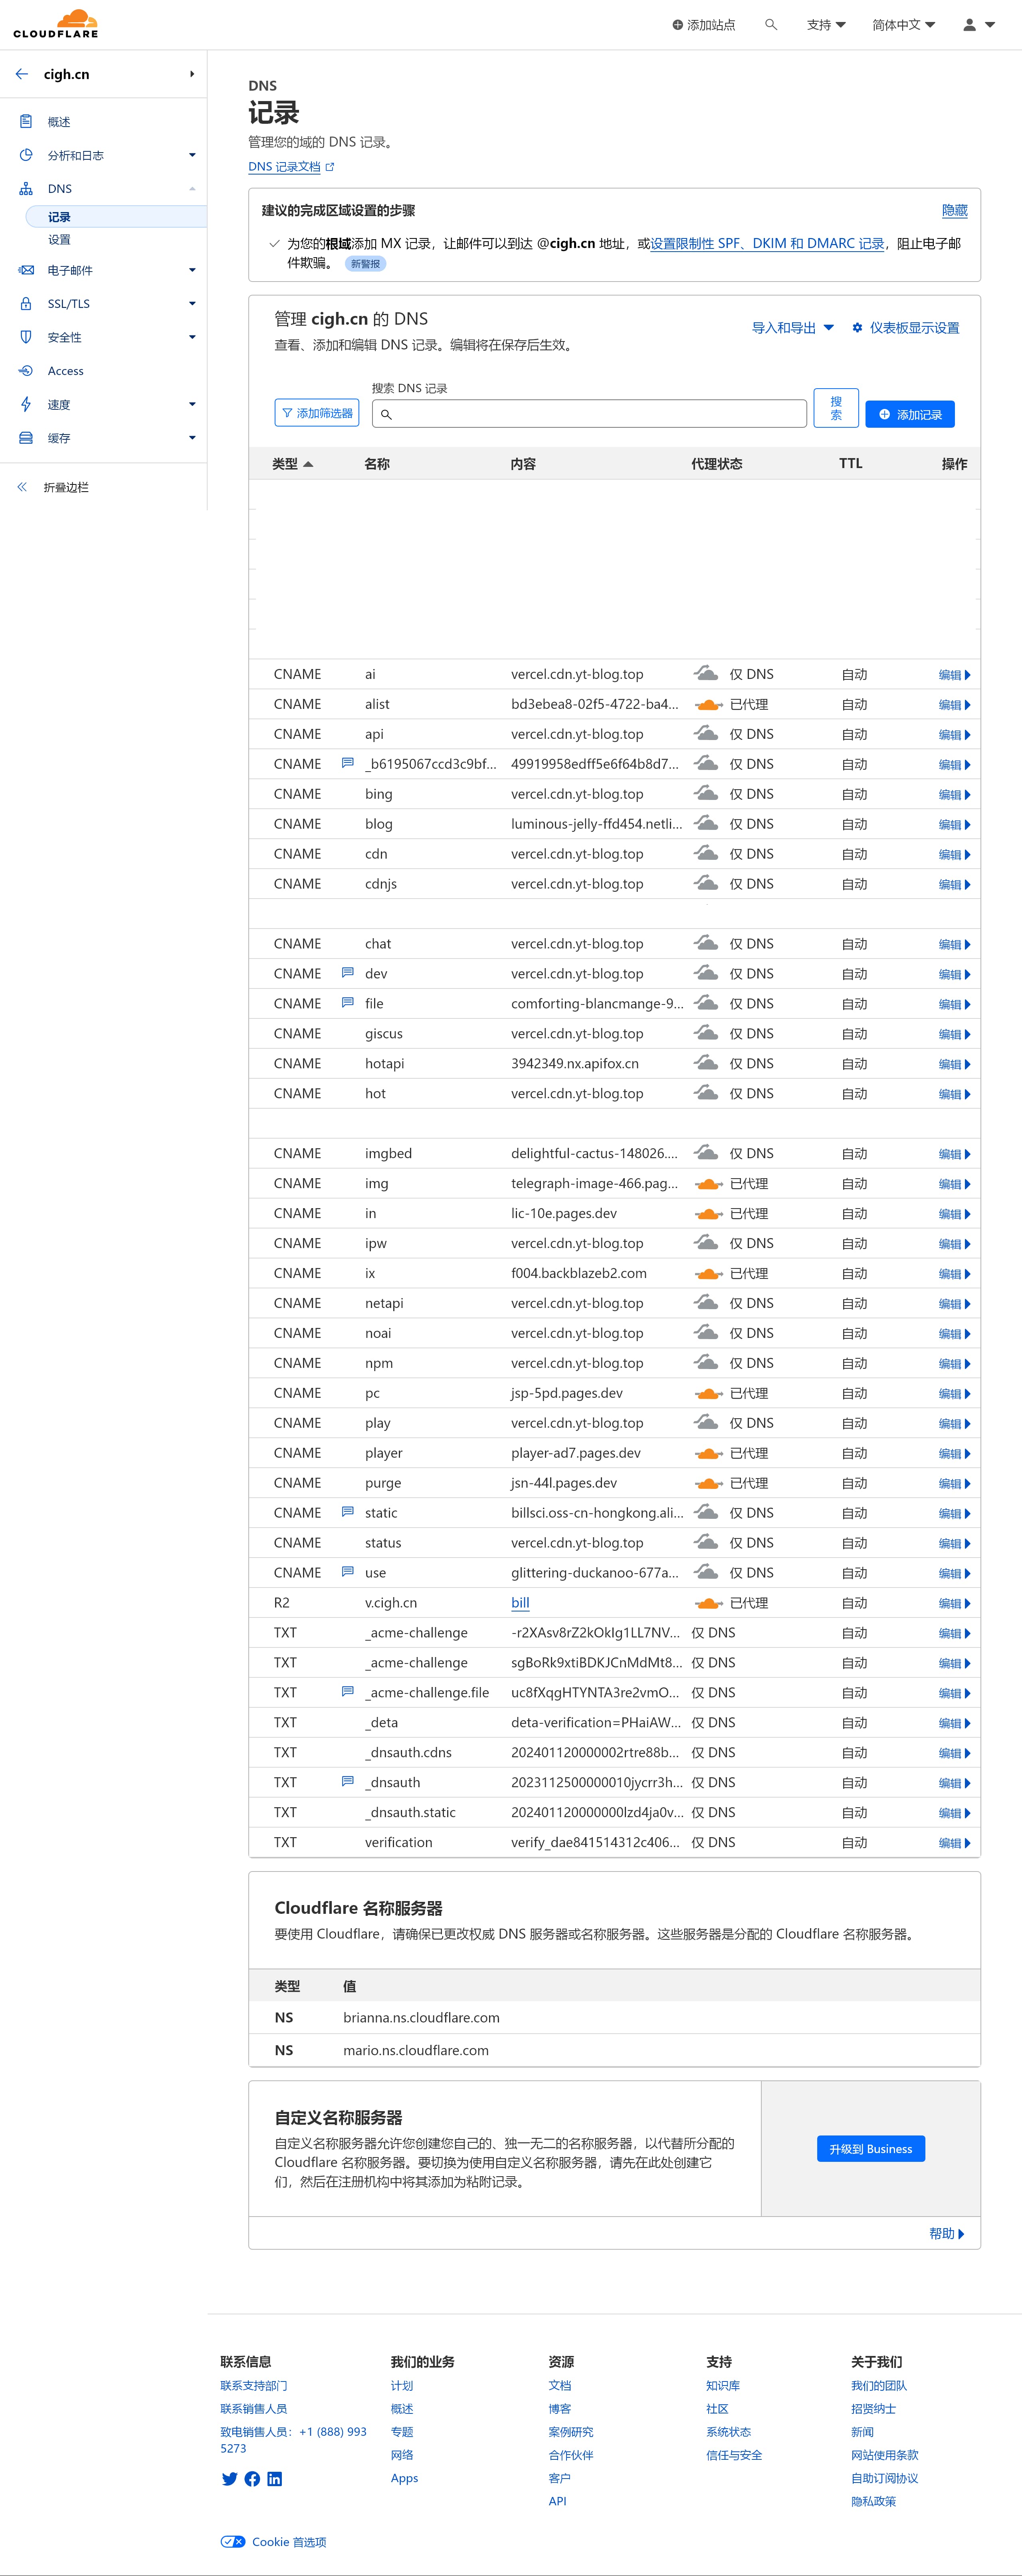 CLOUDFLARE
添加站点
支持
简体中文
cigh.cn
概述
分析和日志
DNS
记录
设置
电子邮件
SSL/TLS
安全性
Access
速度
缓存
折叠边栏
DNS
记录
管理您的域的 DNS 记录。
DNS 记录文档
建议的完成区域设置的步骤
隐藏
为您的根域添加 MX 记录，让邮件可以到达 @cigh.cn 地址，或设置限制性 SPF、DKIM 和 DMARC 记录，阻止电子邮
件欺骗。 新警报
管理 cigh.cn 的 DNS
查看、添加和编辑 DNS 记录。编辑将在保存后生效。
导入和导出
仪表板显示设置
搜索 DNS 记录
添加筛选器
搜
索
添加记录
类型 名称 内容 代理状态 TTL 操作
CNAME ai vercel.cdn.yt-blog.top 仅 DNS 自动 编辑
CNAME alist bd3ebea8-02f5-4722-ba4... 已代理 自动 编辑
CNAME api vercel.cdn.yt-blog.top 仅 DNS 自动 编辑
CNAME _b6195067ccd3c9bf... 49919958edff5e6f64b8d7... 仅 DNS 自动 编辑
CNAME bing vercel.cdn.yt-blog.top 仅 DNS 自动 编辑
CNAME blog luminous-jelly-ffd454.netli... 仅 DNS 自动 编辑
CNAME cdn vercel.cdn.yt-blog.top 仅 DNS 自动 编辑
CNAME cdnjs vercel.cdn.yt-blog.top 仅 DNS 自动 编辑
CNAME chat vercel.cdn.yt-blog.top 仅 DNS 自动 编辑
CNAME dev vercel.cdn.yt-blog.top 仅 DNS 自动 编辑
CNAME file comforting-blancmange-9... 仅 DNS 自动 编辑
CNAME giscus vercel.cdn.yt-blog.top 仅 DNS 自动 编辑
CNAME hotapi 3942349.nx.apifox.cn 仅 DNS 自动 编辑
CNAME hot vercel.cdn.yt-blog.top 仅 DNS 自动 编辑
CNAME imgbed delightful-cactus-148026.... 仅 DNS 自动 编辑
CNAME img telegraph-image-466.pag... 已代理 自动 编辑
CNAME in lic-10e.pages.dev 已代理 自动 编辑
CNAME ipw vercel.cdn.yt-blog.top 仅 DNS 自动 编辑
CNAME ix f004.backblazeb2.com 已代理 自动 编辑
CNAME netapi vercel.cdn.yt-blog.top 仅 DNS 自动 编辑
CNAME noai vercel.cdn.yt-blog.top 仅 DNS 自动 编辑
CNAME npm vercel.cdn.yt-blog.top 仅 DNS 自动 编辑
CNAME pc jsp-5pd.pages.dev 已代理 自动 编辑
CNAME play vercel.cdn.yt-blog.top 仅 DNS 自动 编辑
CNAME player player-ad7.pages.dev 已代理 自动 编辑
CNAME purge jsn-44l.pages.dev 已代理 自动 编辑
CNAME static billsci.oss-cn-hongkong.ali... 仅 DNS 自动 编辑
CNAME status vercel.cdn.yt-blog.top 仅 DNS 自动 编辑
CNAME use glittering-duckanoo-677a... 仅 DNS 自动 编辑
R2 v.cigh.cn bill 已代理 自动 编辑
TXT _acme-challenge -r2XAsv8rZ2kOkIg1LL7NV... 仅 DNS 自动 编辑
TXT _acme-challenge sgBoRk9xtiBDKJCnMdMt8... 仅 DNS 自动 编辑
TXT _acme-challenge.file uc8fXqgHTYNTA3re2vmO... 仅 DNS 自动 编辑
TXT _deta deta-verification=PHaiAW... 仅 DNS 自动 编辑
TXT _dnsauth.cdns 202401120000002rtre88b... 仅 DNS 自动 编辑
TXT _dnsauth 2023112500000010jycrr3h... 仅 DNS 自动 编辑
TXT _dnsauth.static 202401120000000lzd4ja0v... 仅 DNS 自动 编辑
TXT verification verify_dae841514312c406... 仅 DNS 自动 编辑
Cloudflare 名称服务器
要使用 Cloudflare，请确保已更改权威 DNS 服务器或名称服务器。这些服务器是分配的 Cloudflare 名称服务器。
类型 值
NS brianna.ns.cloudflare.com
NS mario.ns.cloudflare.com
自定义名称服务器
自定义名称服务器允许您创建您自己的、独一无二的名称服务器，以代替所分配的
Cloudflare 名称服务器。要切换为使用自定义名称服务器，请先在此处创建它
们，然后在注册机构中将其添加为粘附记录。
升级到 Business
帮助
联系信息
联系支持部门
联系销售人员
致电销售人员：+1 (888) 993
5273
我们的业务
计划
概述
专题
网络
Apps
资源
文档
博客
案例研究
合作伙伴
客户
API
支持
知识库
社区
系统状态
信任与安全
关于我们
我们的团队
招贤纳士
新闻
网站使用条款
自助订阅协议
隐私政策
Cookie 首选项